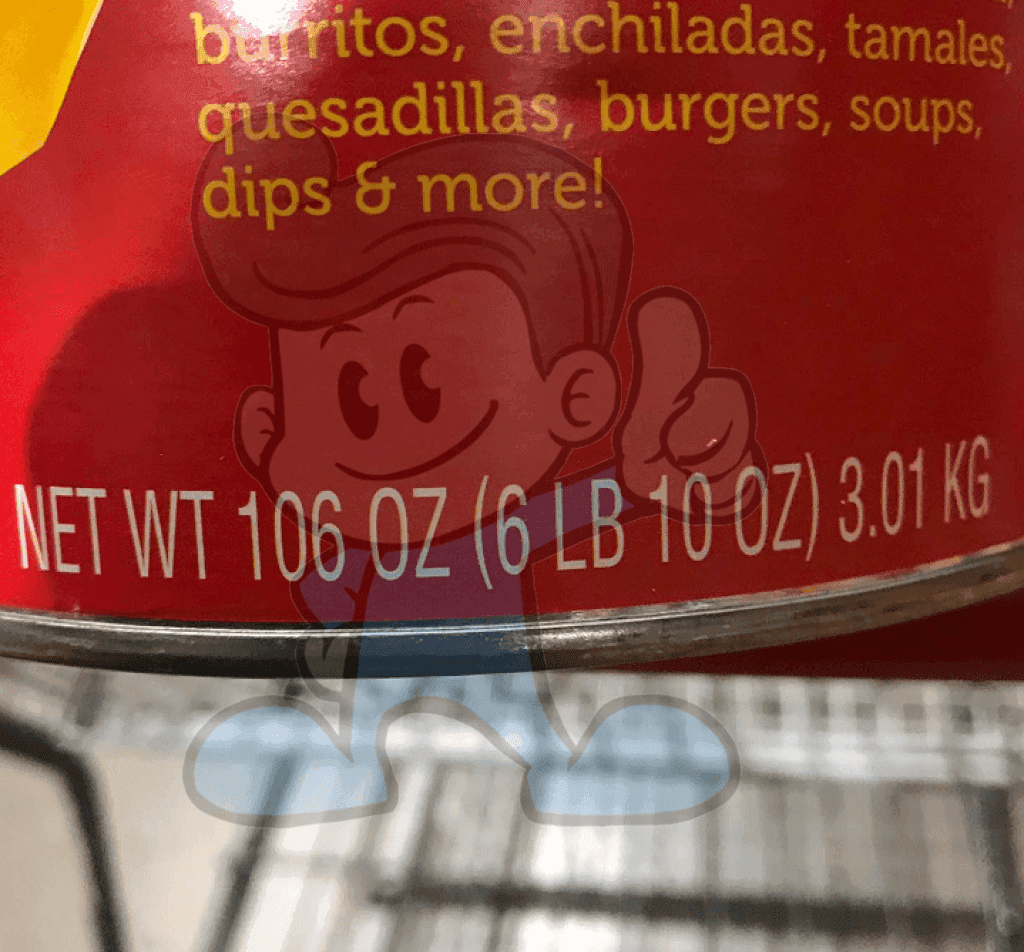 burritos, enchiladas, tamales,
quesadillas, burgers, soups,
dips & more!
NET WT 106 OZ (6 LB 10 OZ) 3.01 KG